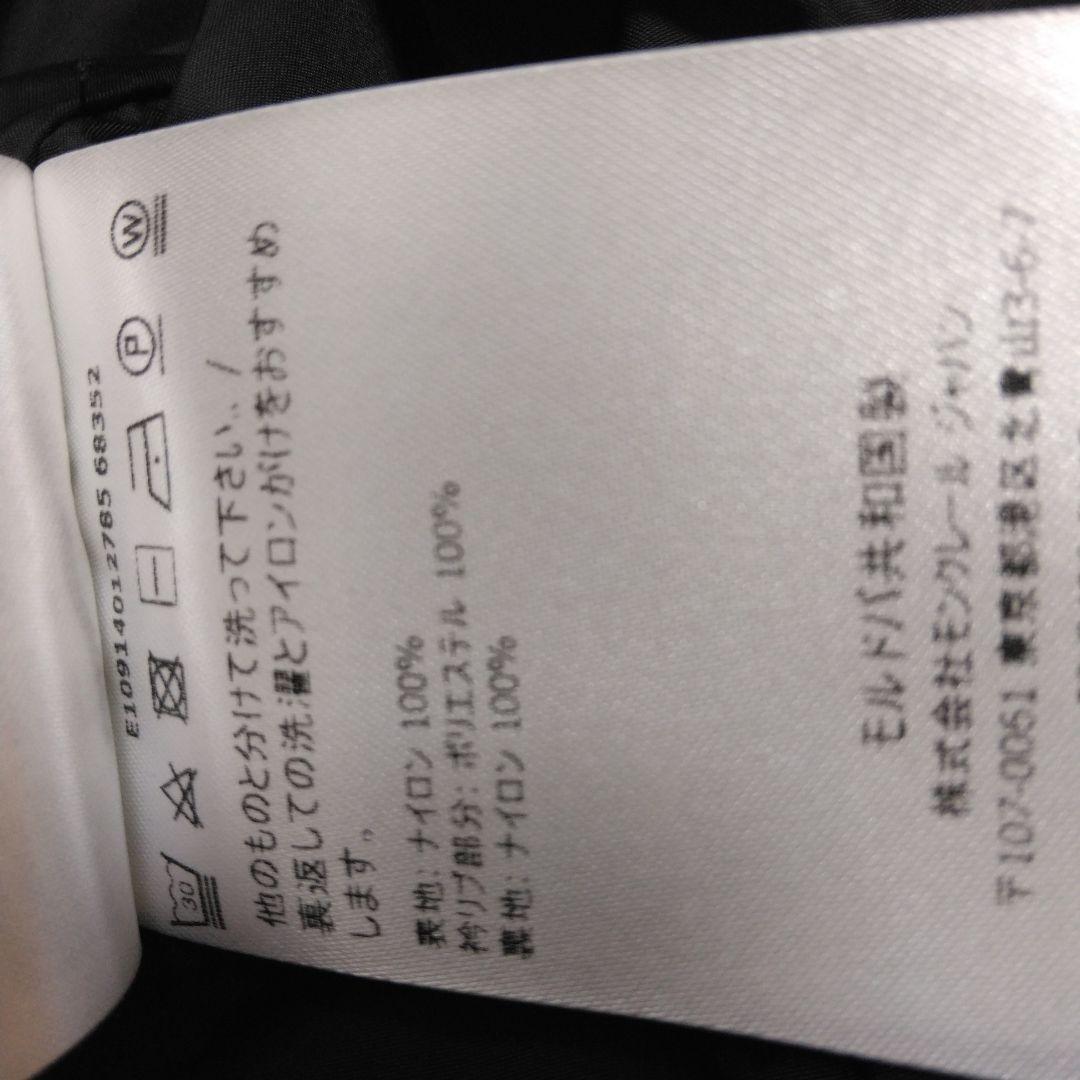 E10914012785 68352
30 P W
他のものと分けて洗って下さい。/
裏返しての洗濯とアイロンがけをおすすめ
します。
表地: ナイロン 100%
衿リブ部分: ポリエステル 100%
裏地: ナイロン 100%
モルドバ共和国製
株式会社モンクレール ジャパン
〒107-0061 東京都港区北青山3-6-7